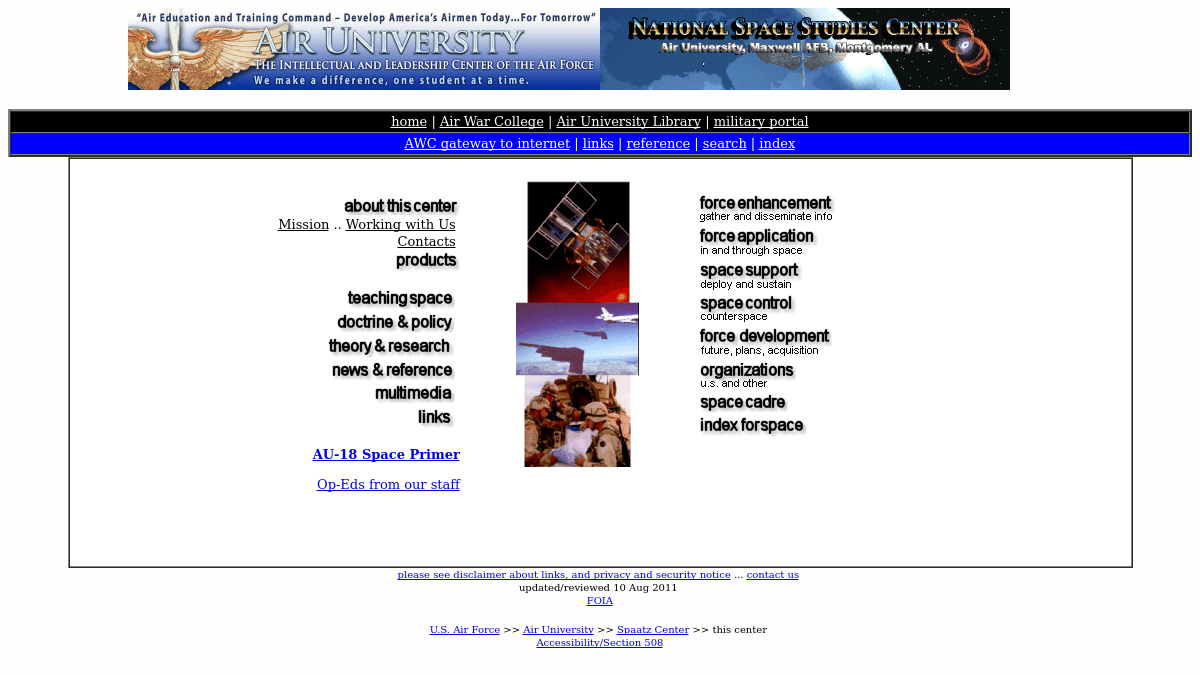 "Air Education and Training Command – Develop America's Airmen Today...For Tomorrow"
AIR UNIVERSITY
THE INTELLECTUAL AND LEADERSHIP CENTER OF THE AIR FORCE
We make a difference, one student at a time.
NATIONAL SPACE STUDIES CENTER
Air University, Maxwell AFB, Montgomery AL
home | Air War College | Air University Library | military portal
AWC gateway to internet | links | reference | search | index
about this center
Mission .. Working with Us
Contacts
products
teaching space
doctrine & policy
theory & research
news & reference
multimedia
links
AU-18 Space Primer
Op-Eds from our staff
force enhancement
gather and disseminate info
force application
in and through space
space support
deploy and sustain
space control
counterspace
force development
future, plans, acquisition
organizations
u.s. and other
space cadre
index for space
please see disclaimer about links, and privacy and security notice ... contact us
updated/reviewed 10 Aug 2011
FOIA
U.S. Air Force >> Air University >> Spaatz Center >> this center
Accessibility/Section 508